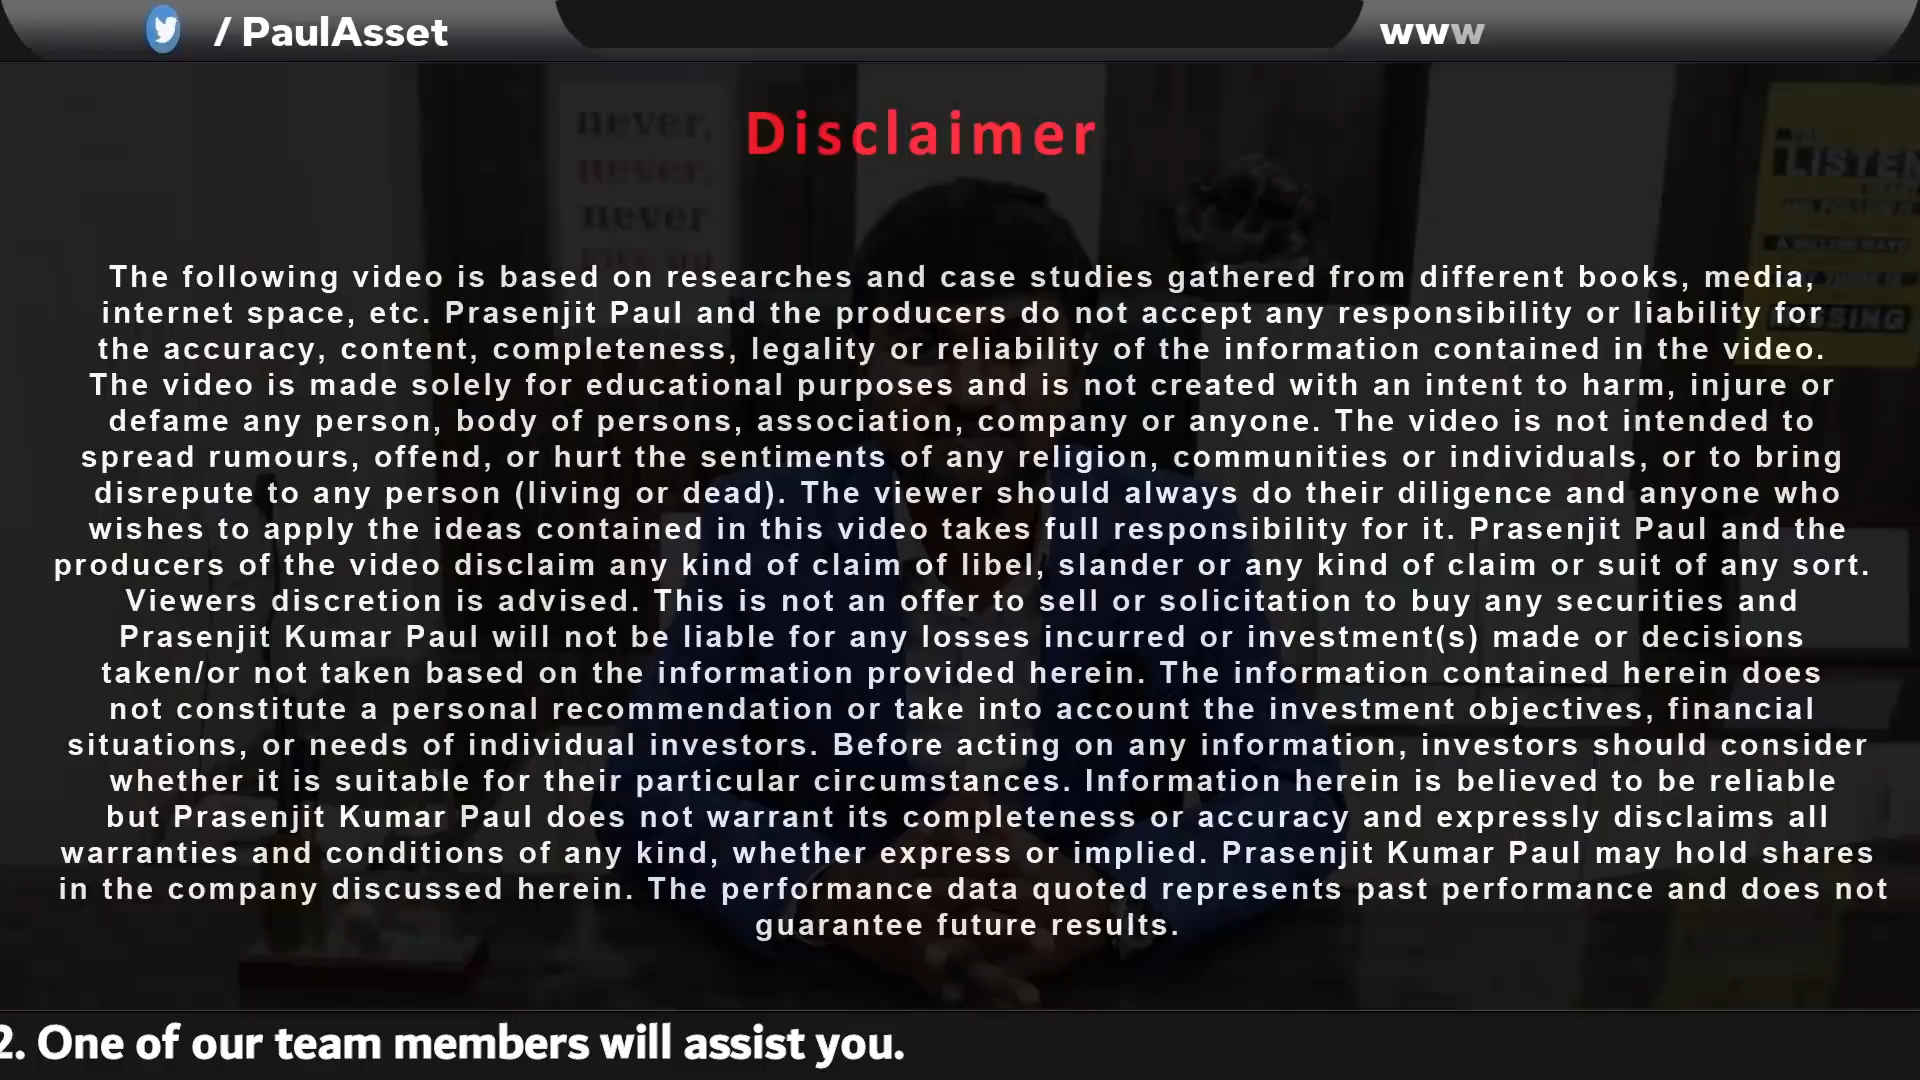 / PaulAsset
www
never,
never,
never
Disclaimer
LISTEN
The following video is based on researches and case studies gathered from different books, media,
internet space, etc. Prasenjit Paul and the producers do not accept any responsibility or liability for
the accuracy, content, completeness, legality or reliability of the information contained in the video.
The video is made solely for educational purposes and is not created with an intent to harm, injure or
defame any person, body of persons, association, company or anyone. The video is not intended to
spread rumours, offend, or hurt the sentiments of any religion, communities or individuals, or to bring
disrepute to any person (living or dead). The viewer should always do their diligence and anyone who
wishes to apply the ideas contained in this video takes full responsibility for it. Prasenjit Paul and the
producers of the video disclaim any kind of claim of libel, slander or any kind of claim or suit of any sort.
Viewers discretion is advised. This is not an offer to sell or solicitation to buy any securities and
Prasenjit Kumar Paul will not be liable for any losses incurred or investment(s) made or decisions
taken/or not taken based on the information provided herein. The information contained herein does
not constitute a personal recommendation or take into account the investment objectives, financial
situations, or needs of individual investors. Before acting on any information, investors should consider
whether it is suitable for their particular circumstances. Information herein is believed to be reliable
but Prasenjit Kumar Paul does not warrant its completeness or accuracy and expressly disclaims all
warranties and conditions of any kind, whether express or implied. Prasenjit Kumar Paul may hold shares
in the company discussed herein. The performance data quoted represents past performance and does not
guarantee future results.
2. One of our team members will assist you.